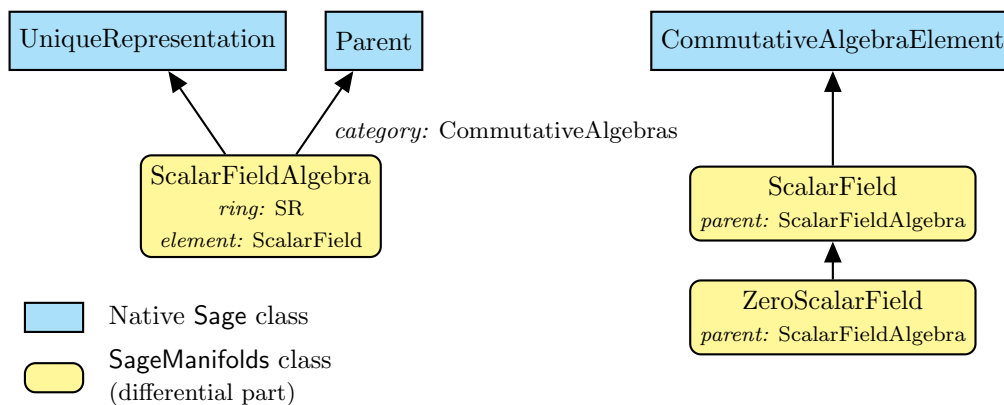 UniqueRepresentation
Parent
CommutativeAlgebraElement
category: CommutativeAlgebras
ScalarFieldAlgebra
ring: SR
element: ScalarField
ScalarField
parent: ScalarFieldAlgebra
ZeroScalarField
parent: ScalarFieldAlgebra
Native Sage class
SageManifolds class
(differential part)